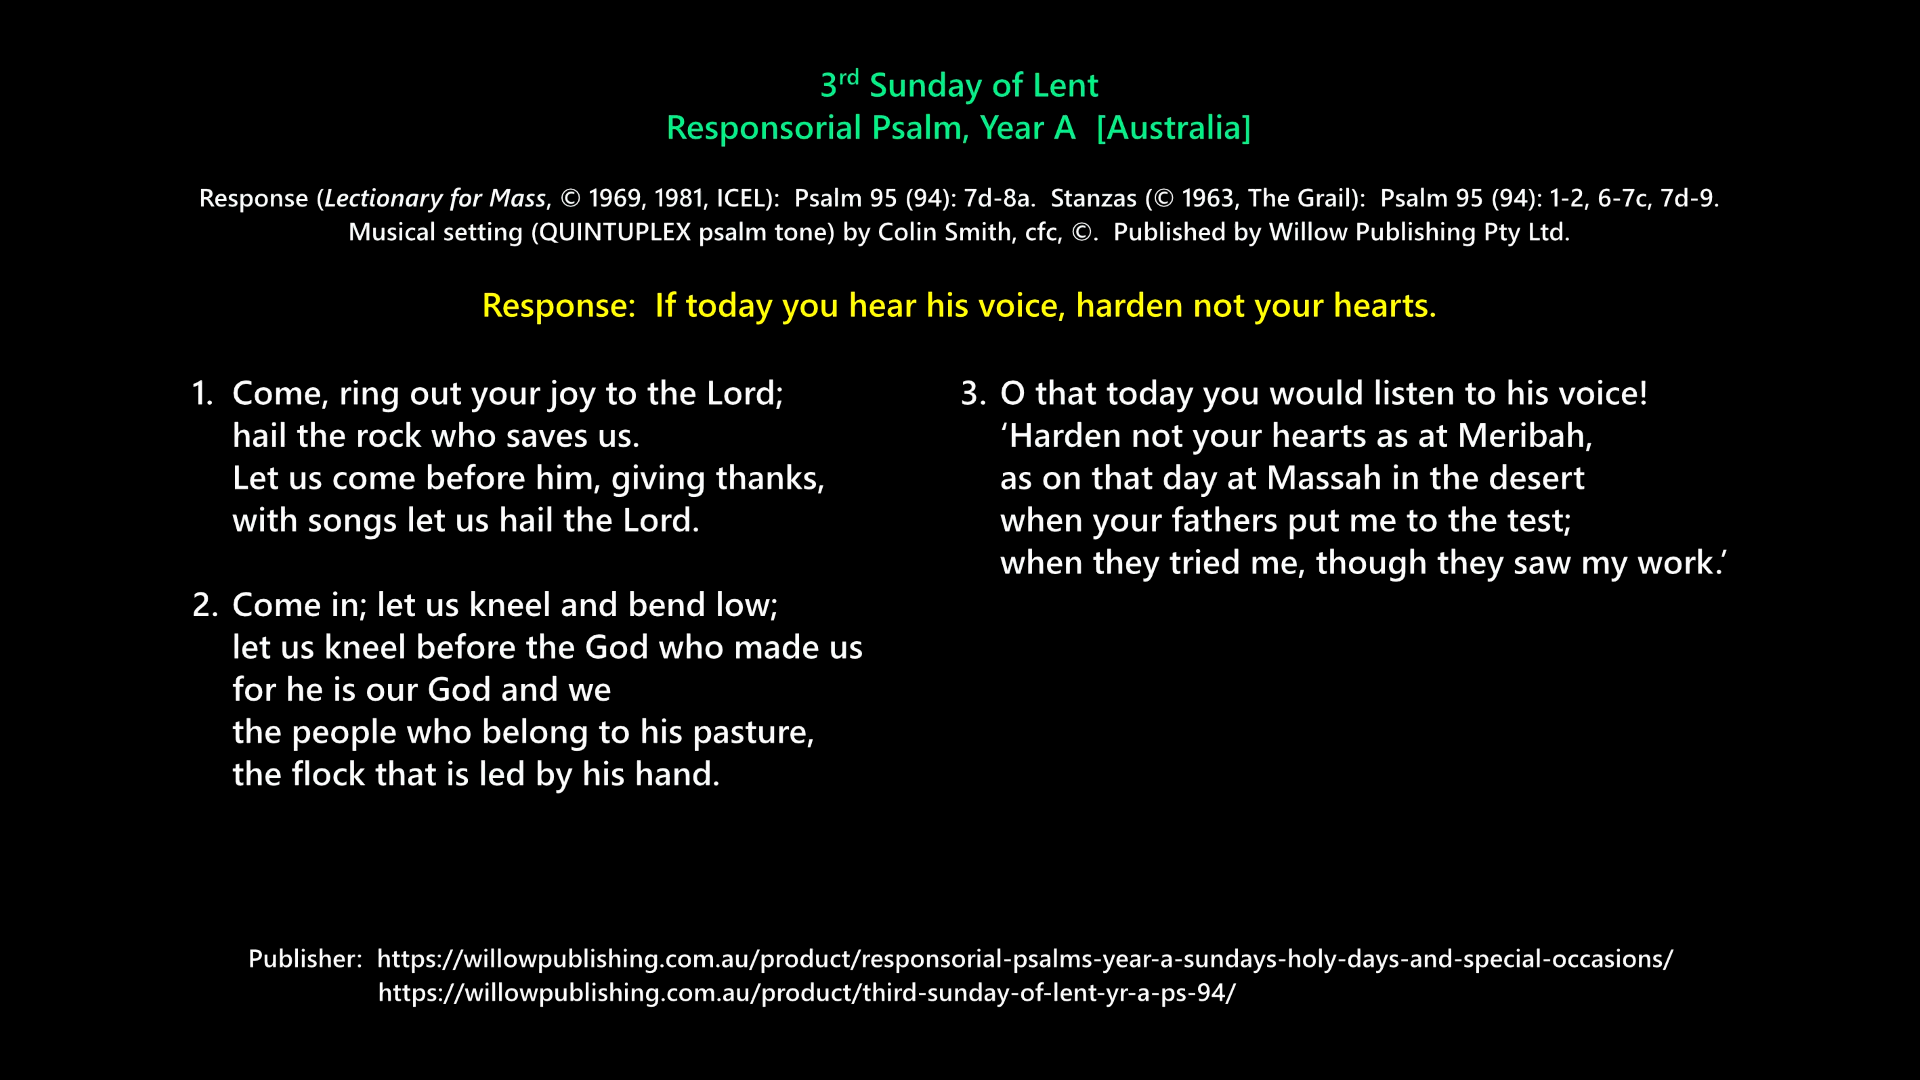 3rd Sunday of Lent
Responsorial Psalm, Year A  [Australia]
Response (Lectionary for Mass, © 1969, 1981, ICEL):  Psalm 95 (94): 7d-8a.  Stanzas (© 1963, The Grail):  Psalm 95 (94): 1-2, 6-7c, 7d-9.
Musical setting (QUINTUPLEX psalm tone) by Colin Smith, cfc, ©.  Published by Willow Publishing Pty Ltd.
Response:  If today you hear his voice, harden not your hearts.
1. Come, ring out your joy to the Lord;
hail the rock who saves us.
Let us come before him, giving thanks,
with songs let us hail the Lord.
2. Come in; let us kneel and bend low;
let us kneel before the God who made us
for he is our God and we
the people who belong to his pasture,
the flock that is led by his hand.
3. O that today you would listen to his voice!
‘Harden not your hearts as at Meribah,
as on that day at Massah in the desert
when your fathers put me to the test;
when they tried me, though they saw my work.’
Publisher:  https://willowpublishing.com.au/product/responsorial-psalms-year-a-sundays-holy-days-and-special-occasions/
https://willowpublishing.com.au/product/third-sunday-of-lent-yr-a-ps-94/